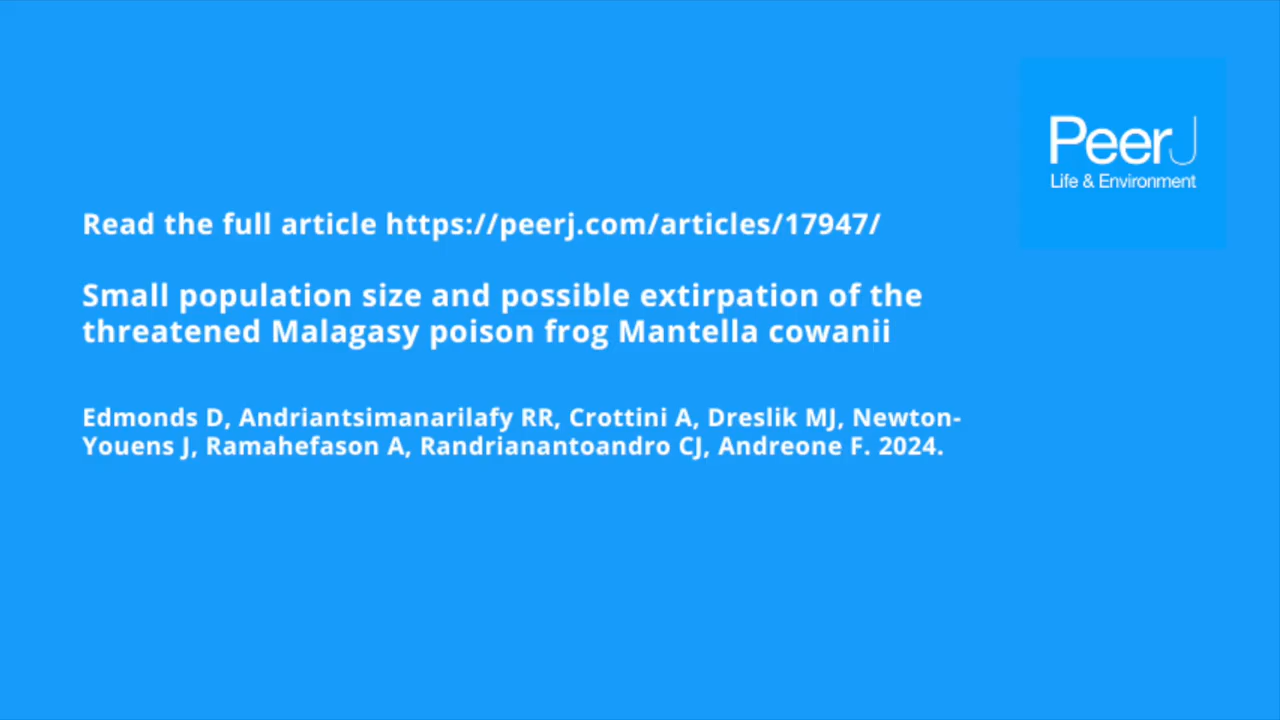 PeerJ
Life & Environment
Read the full article https://peerj.com/articles/17947/
Small population size and possible extirpation of the
threatened Malagasy poison frog Mantella cowanii
Edmonds D, Andriantsimanarilafy RR, Crottini A, Dreslik MJ, Newton-
Youens J, Ramahefason A, Randrianantoandro CJ, Andreone F. 2024.